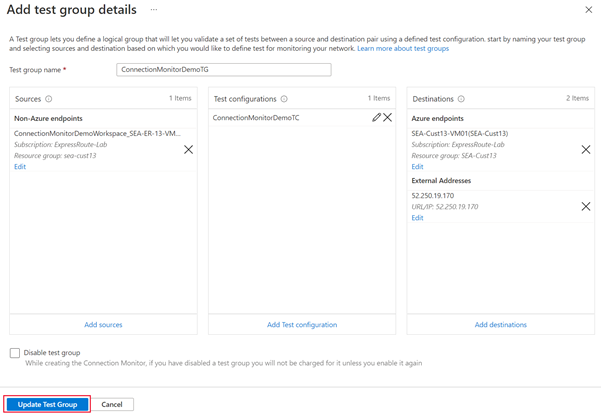 Add test group details
A Test group lets you define a logical group that will let you validate a set of tests between a source and destination pair using a defined test configuration. start by naming your test group
and selecting sources and destination based on which you would like to define test for monitoring your network. Learn more about test groups
Test group name * ConnectionMonitorDemoTG
Sources 1 Items
Non-Azure endpoints
ConnectionMonitorDemoWorkspace_SEA-ER-13-VM...
Subscription: ExpressRoute-Lab
Resource group: sea-cust13
Edit
Add sources
Test configurations 1 Items
ConnectionMonitorDemoTC
Add Test configuration
Destinations 2 Items
Azure endpoints
SEA-Cust13-VM01(SEA-Cust13)
Subscription: ExpressRoute-Lab
Resource group: SEA-Cust13
Edit
External Addresses
52.250.19.170
URL/IP: 52.250.19.170
Edit
Add destinations
Disable test group
While creating the Connection Monitor, if you have disabled a test group you will not be charged for it unless you enable it again
Update Test Group Cancel